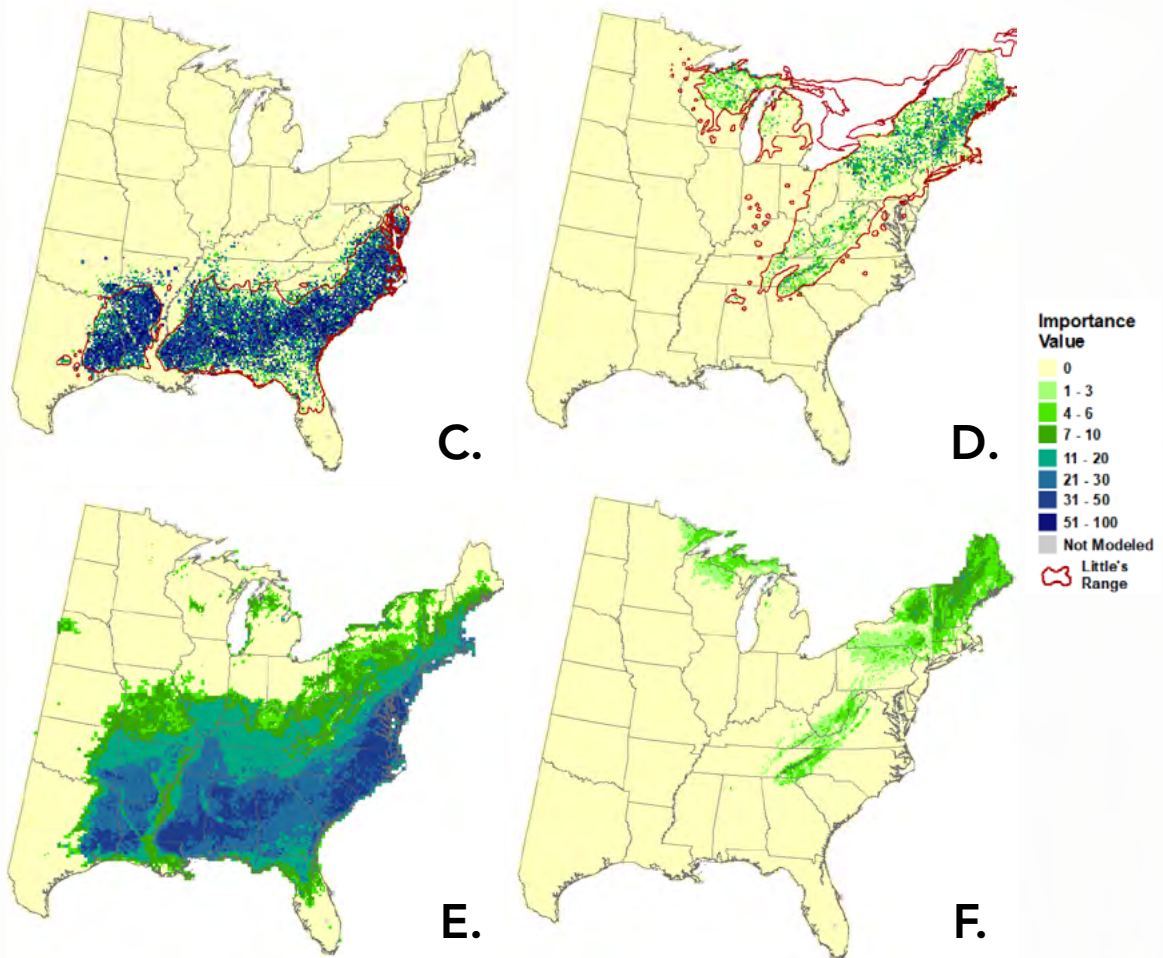 C.
D.
Importance
Value
0
1 - 3
4 - 6
7 - 10
11 - 20
21 - 30
31 - 50
51 - 100
Not Modeled
Little's
Range
E.
F.